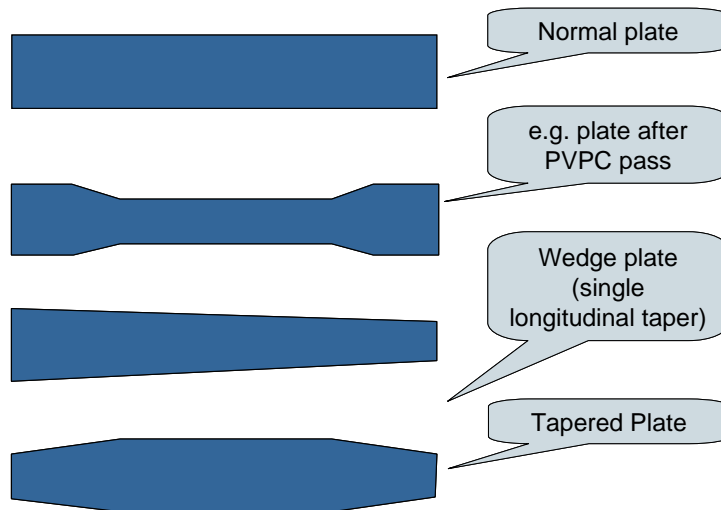 Normal plate
e.g. plate after
PVPC pass
Wedge plate
(single
longitudinal taper)
Tapered Plate